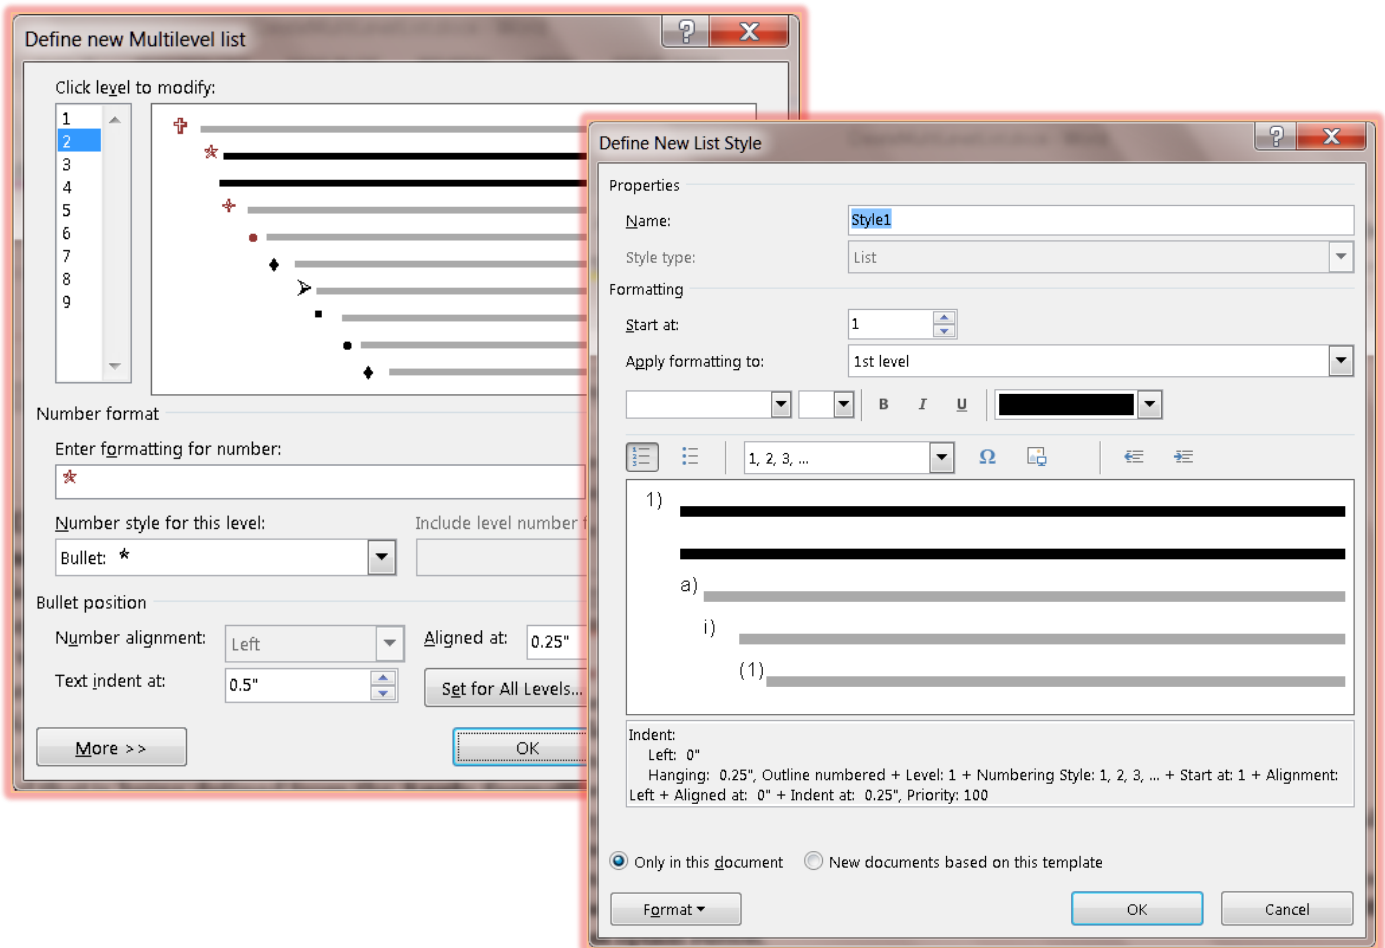 Define new Multilevel list
Click level to modify:
1
2
3
4
5
6
7
8
9
Number format
Enter formatting for number:
Number style for this level:
Include level number f
Bullet:
Bullet position
Number alignment:
Left
Aligned at:
0.25"
Text indent at:
0.5"
Set for All Levels...
More >>
OK
Define New List Style
Properties
Name:
Style1
Style type:
List
Formatting
Start at:
1
Apply formatting to:
1st level
B I U
1, 2, 3, ...
Ω
1)
a)
i)
(1)
Indent:
Left: 0"
Hanging: 0.25", Outline numbered + Level: 1 + Numbering Style: 1, 2, 3, ... + Start at: 1 + Alignment:
Left + Aligned at: 0" + Indent at: 0.25", Priority: 100
Only in this document
New documents based on this template
Format
OK
Cancel